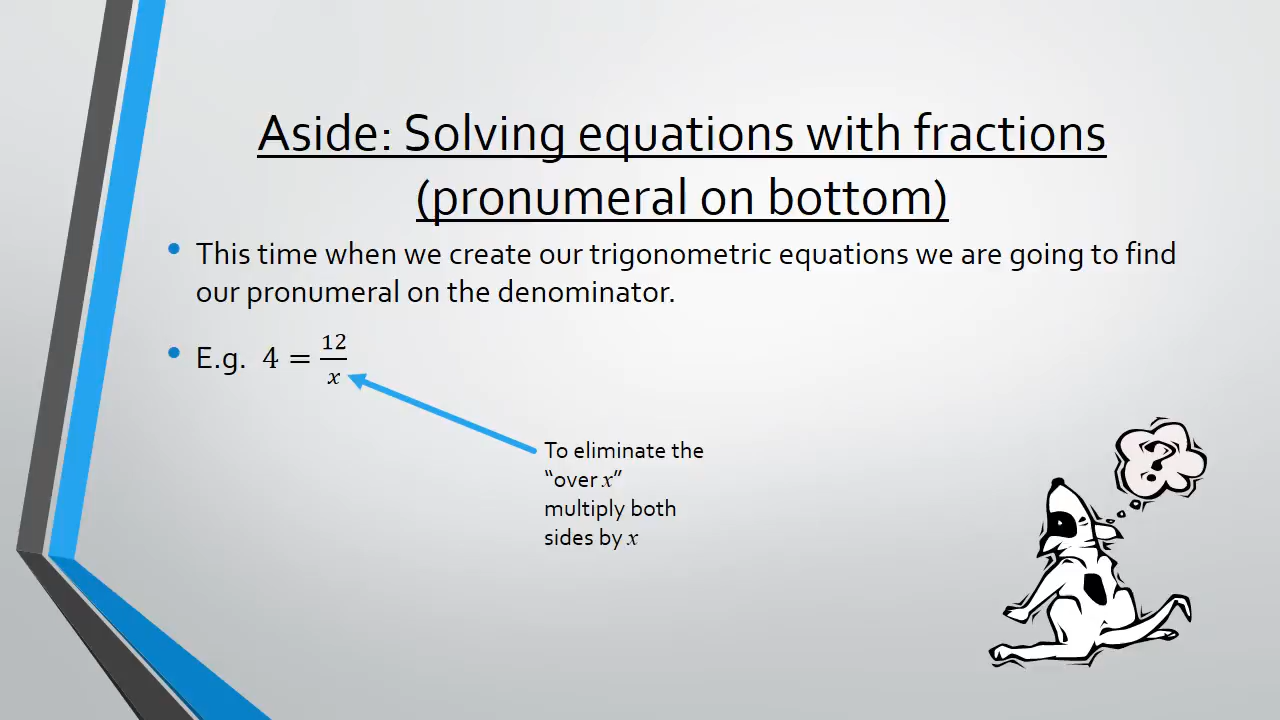 Aside: Solving equations with fractions
(pronumeral on bottom)
• This time when we create our trigonometric equations we are going to find
our pronumeral on the denominator.
• E.g. 4 = 12/x
To eliminate the
“over x”
multiply both
sides by x
?